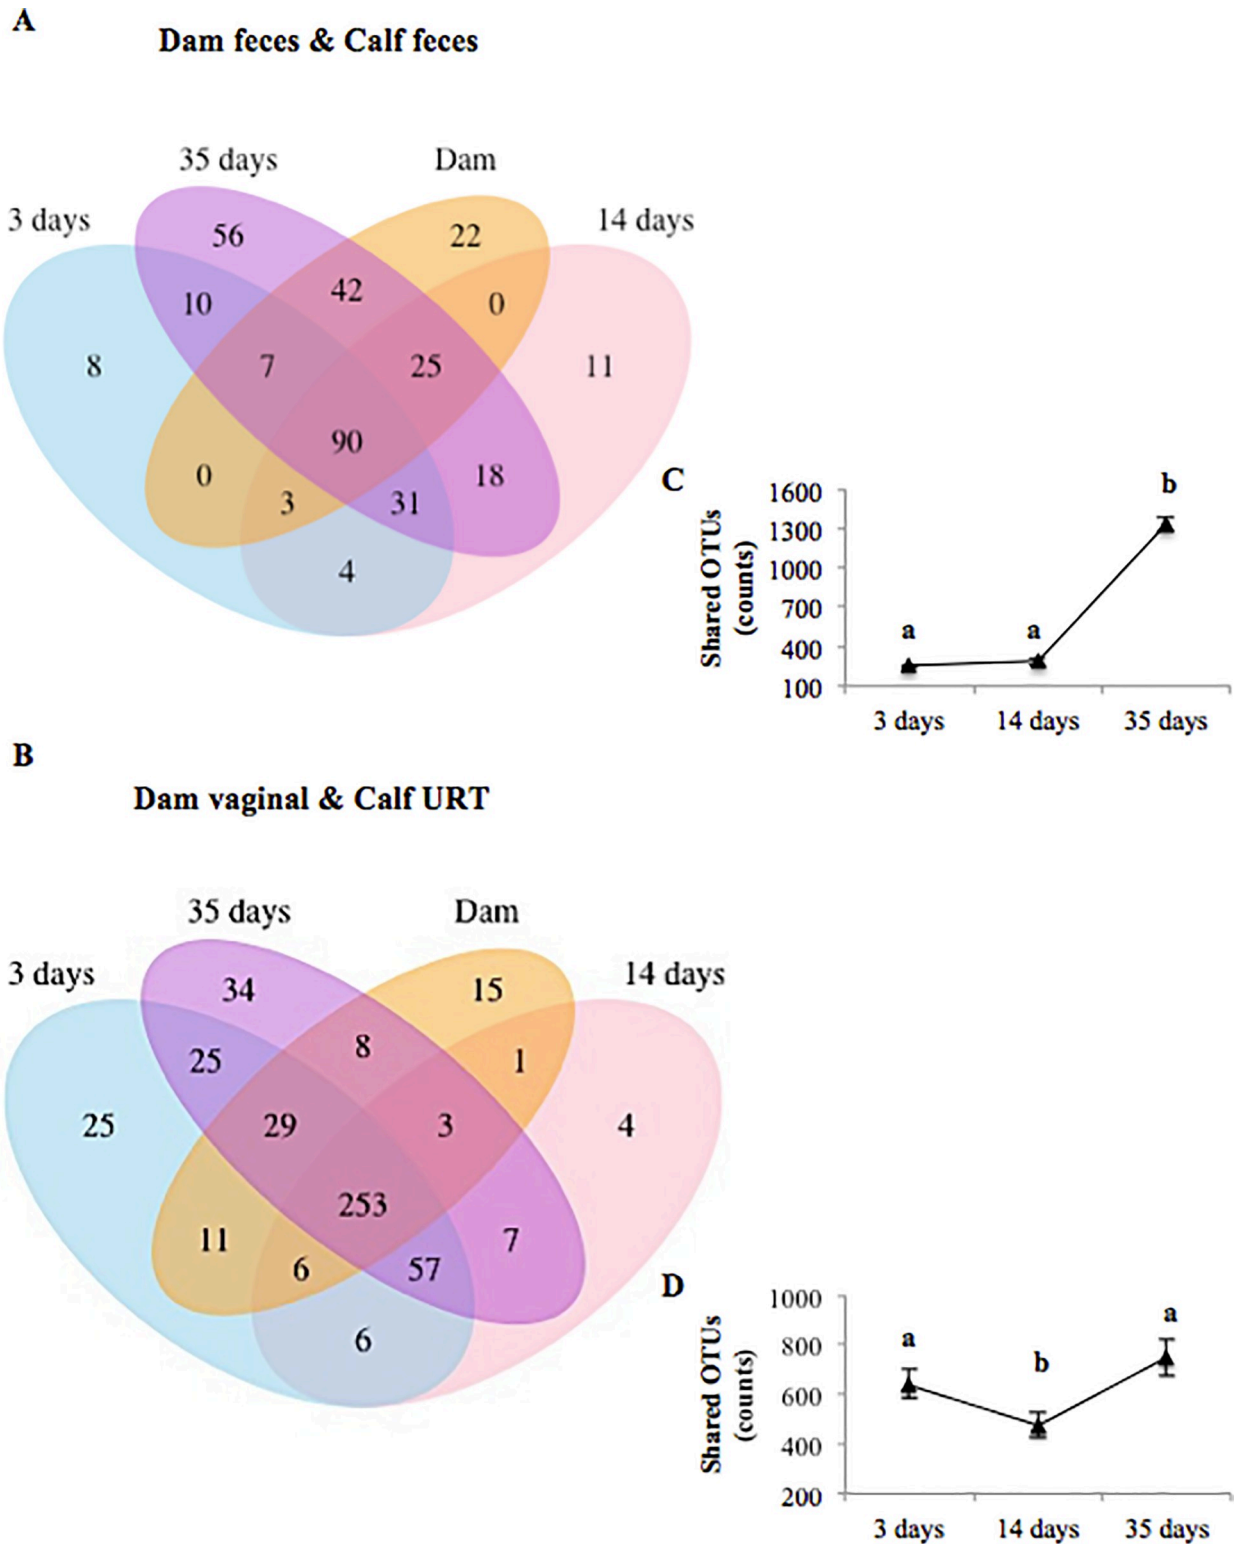 A
Dam feces & Calf feces
35 days Dam
3 days 14 days
56 22
10 42 0
8 7 25 11
90
0 3 31 18
4
C
Shared OTUs
(counts)
1600
1300
1000
700
400
100
a a b
3 days 14 days 35 days
B
Dam vaginal & Calf URT
35 days Dam
3 days 14 days
34 15
25 8 1
25 29 3 4
253
11 6 57 7
6
D
Shared OTUs
(counts)
1000
800
600
400
200
a b a
3 days 14 days 35 days